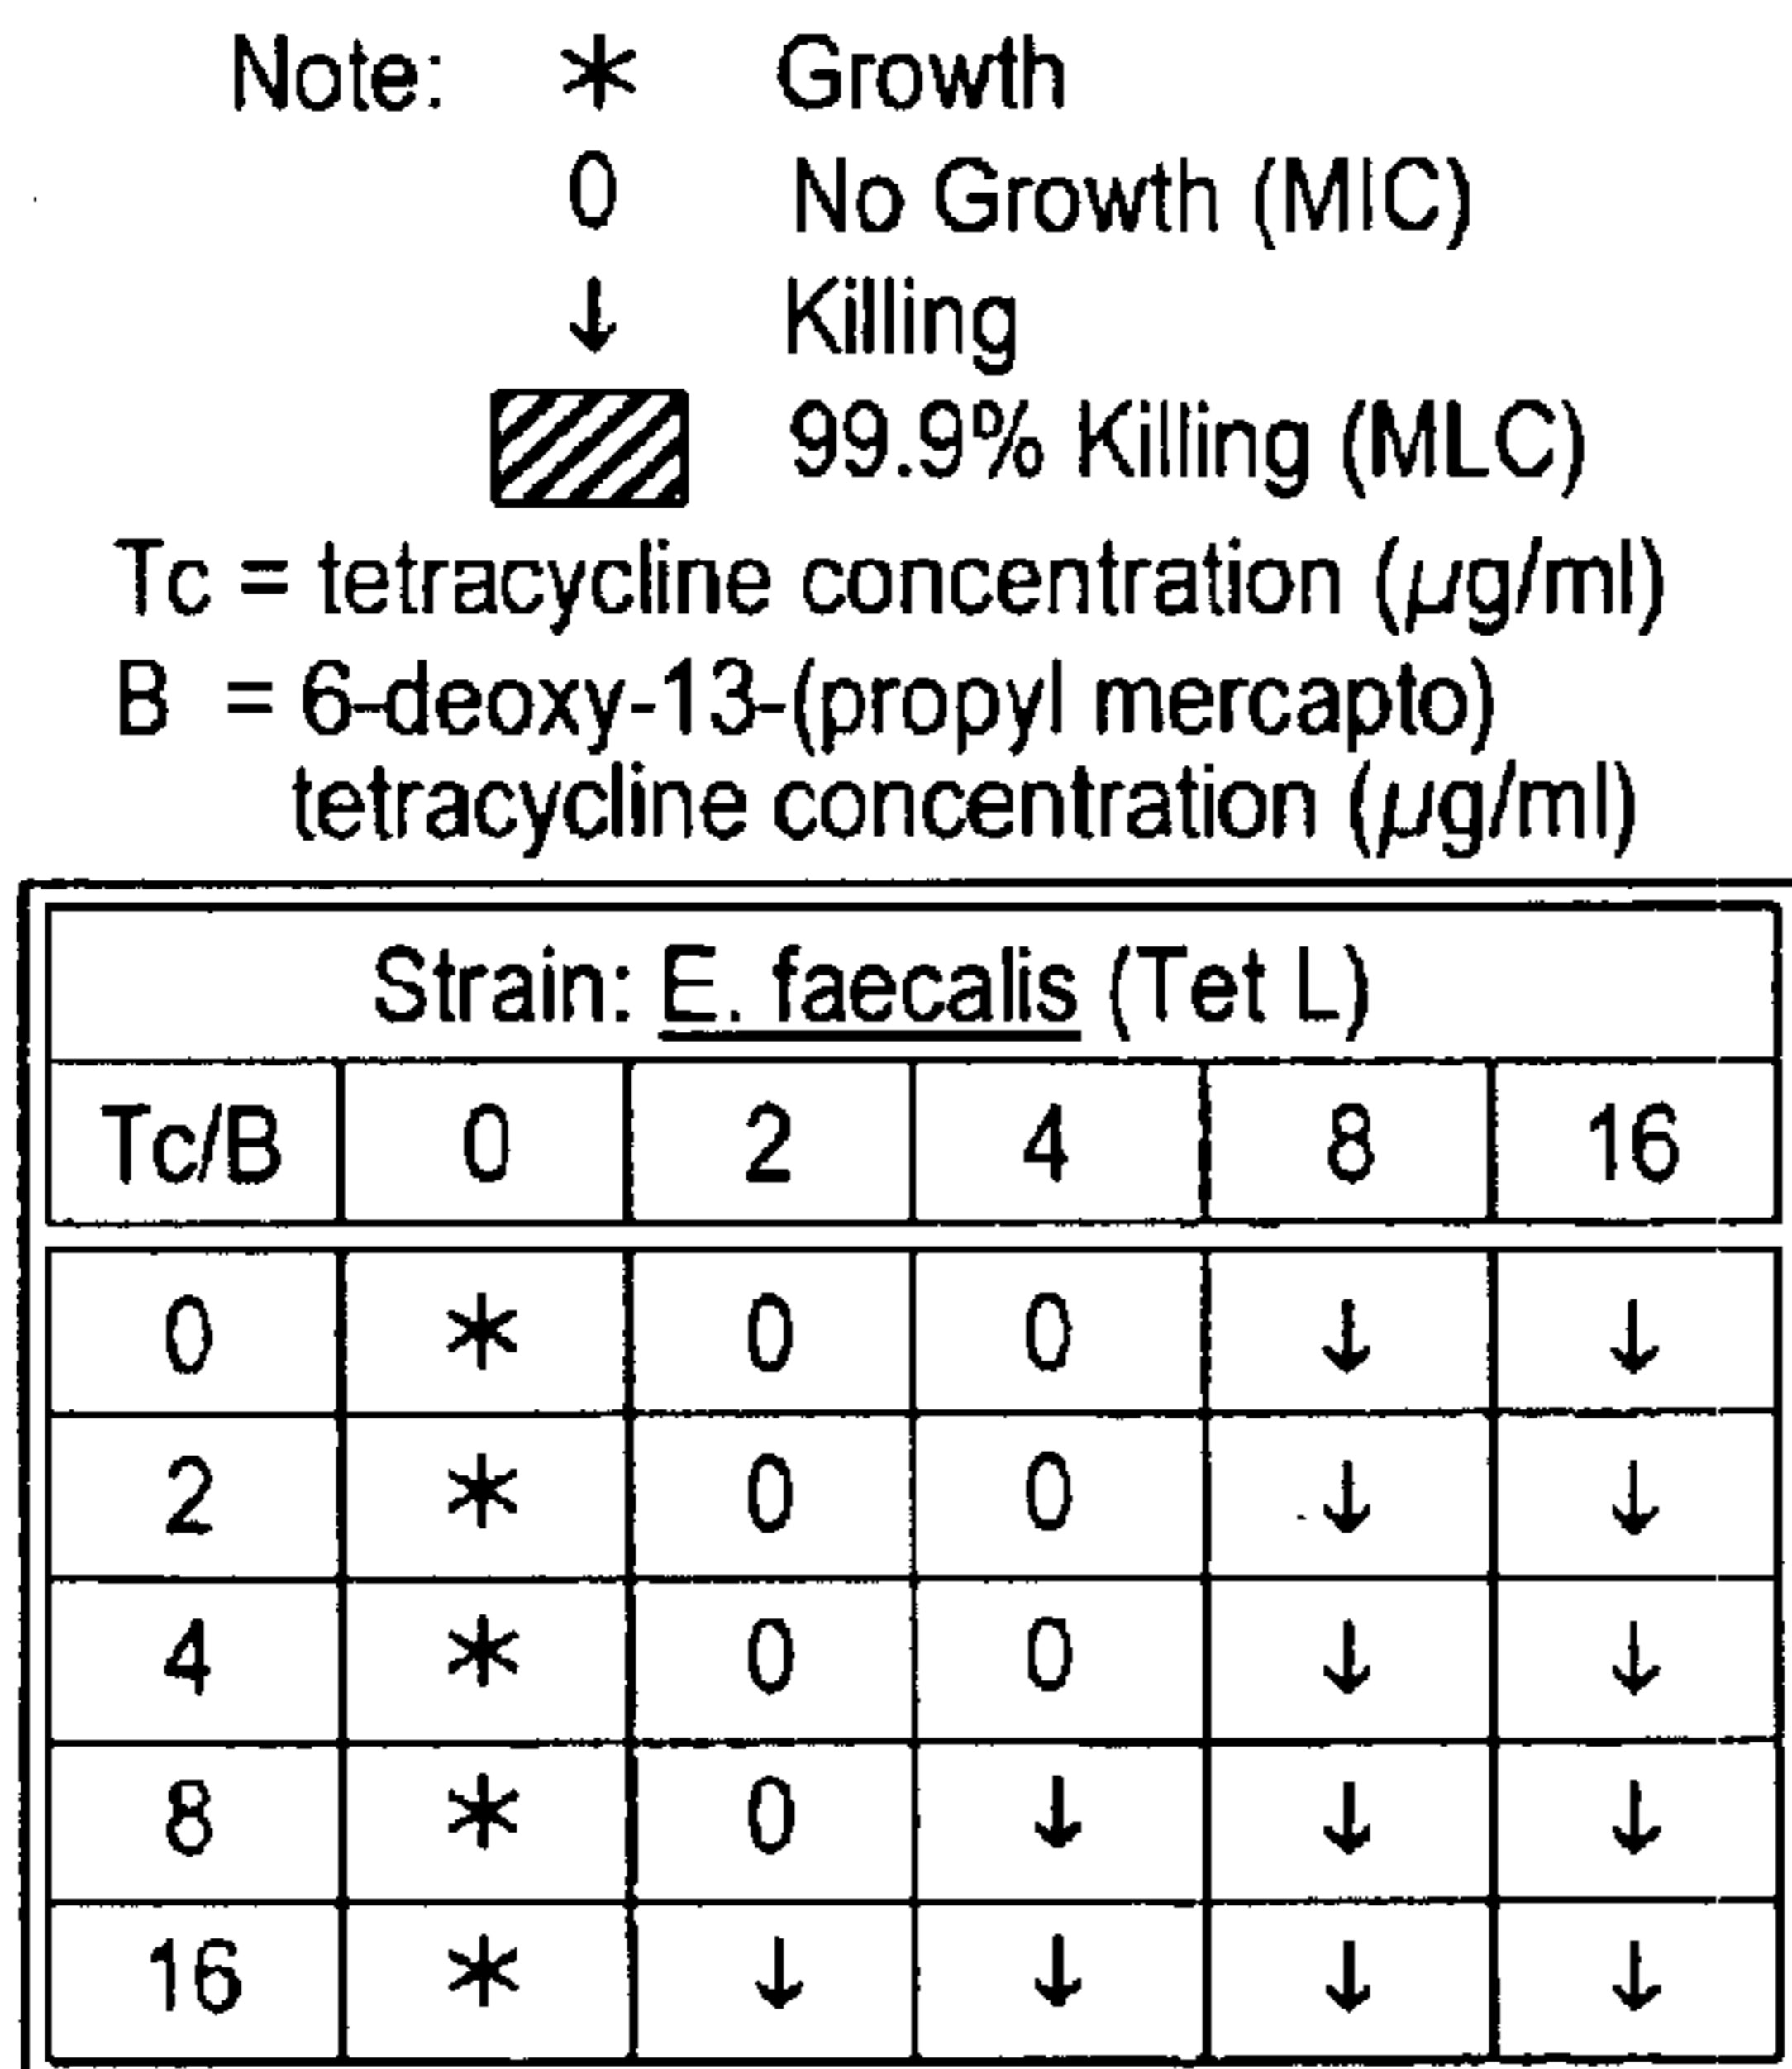 Note: * Growth
0 No Growth (MIC)
↓ Killing
99.9% Killing (MLC)
Tc = tetracycline concentration (μg/ml)
B = 6-deoxy-13-(propyl mercapto)
tetracycline concentration (μg/ml)
Strain: E. faecalis (Tet L)
Tc/B 0 2 4 8 16
0 * 0 0 ↓ ↓
2 * 0 0 ↓ ↓
4 * 0 0 ↓ ↓
8 * 0 ↓ ↓ ↓
16 * ↓ ↓ ↓ ↓